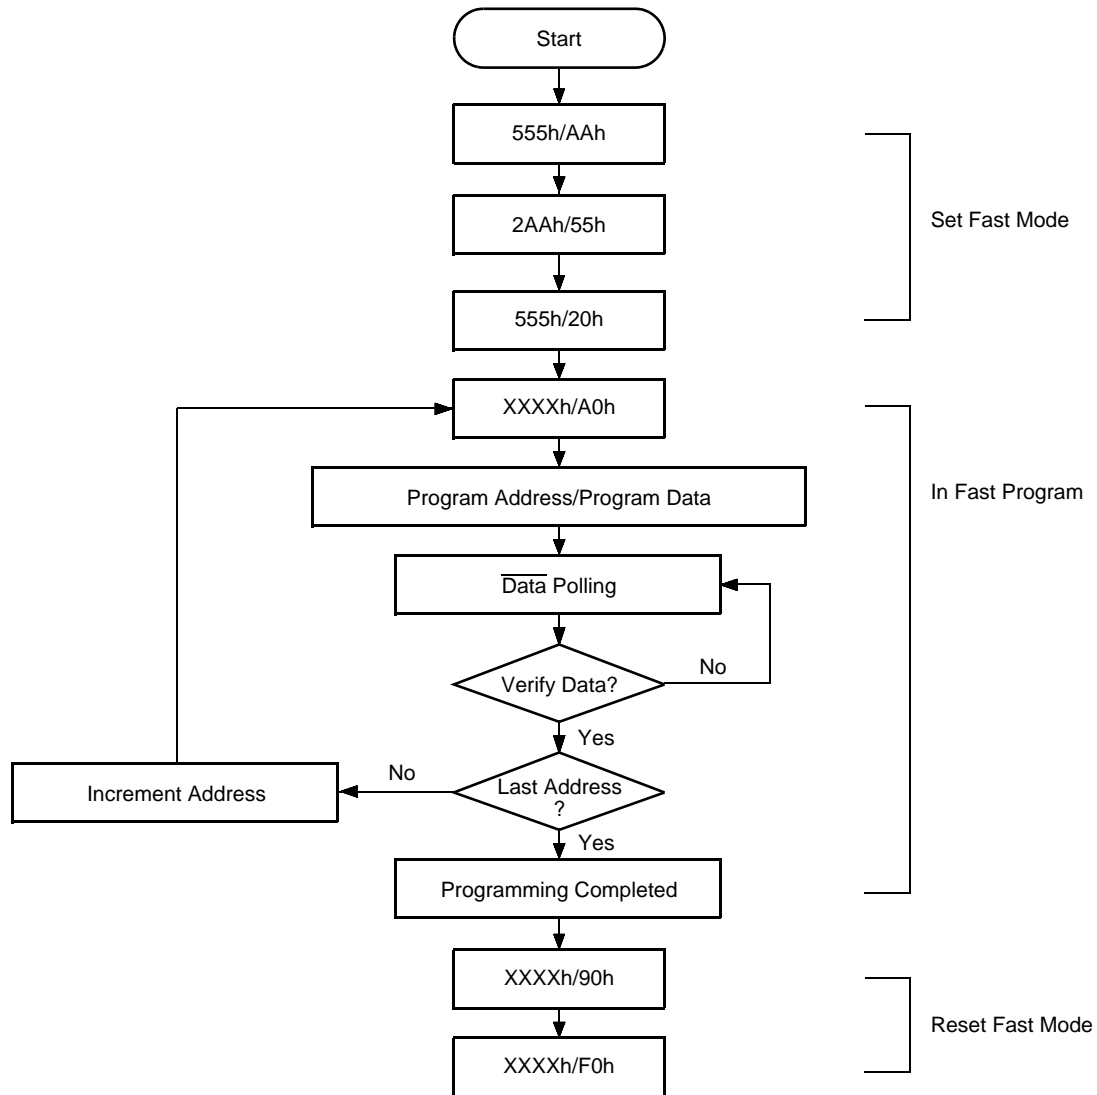 Start
555h/AAh
2AAh/55h
Set Fast Mode
555h/20h
XXXXh/A0h
Program Address/Program Data
In Fast Program
Data Polling
Verify Data?
No
Yes
Last Address
?
No
Increment Address
Yes
Programming Completed
XXXXh/90h
Reset Fast Mode
XXXXh/F0h